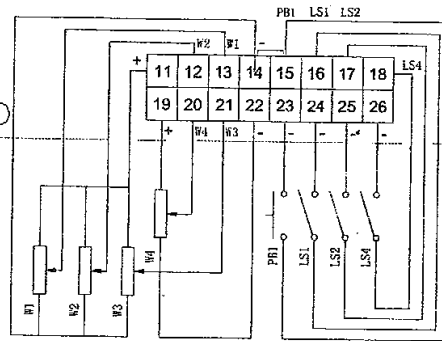 PB1 LS1 LS2
W2 W1 -
+ 11 12 13 14 15 16 17 18 LS4
19 20 21 22 23 24 25 26
+ W4 W3 - - - - -
W1 W2 W3 W4 PB1 LS1 LS2 LS4